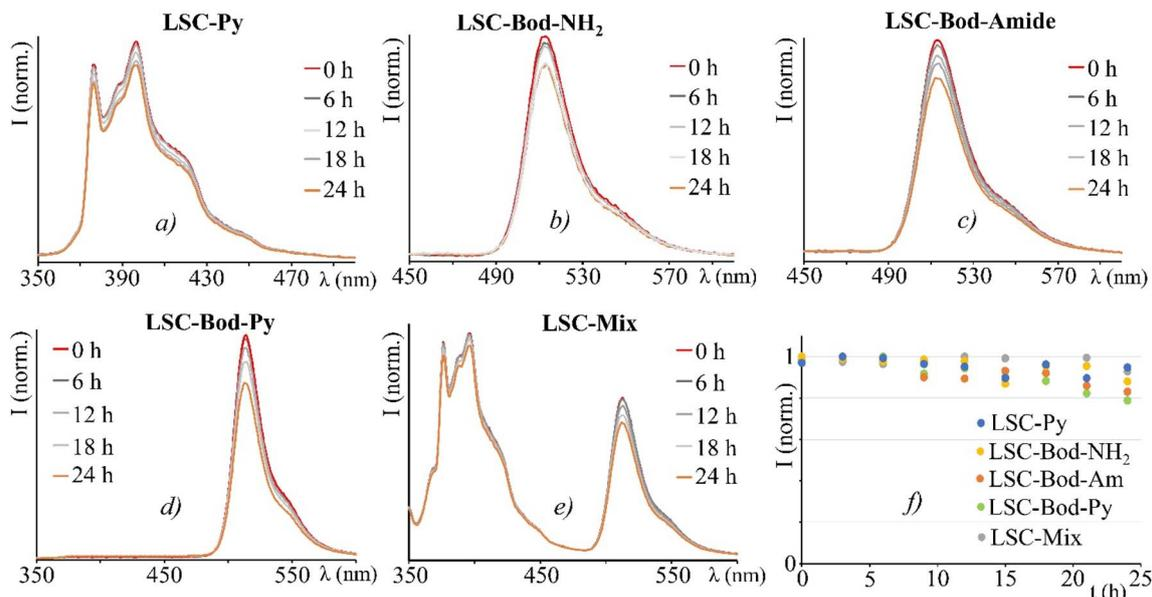 LSC-Py
I (norm.)
0 h
6 h
12 h
18 h
24 h
a)
350 390 430 470 λ (nm)
LSC-Bod-NH₂
I (norm.)
0 h
6 h
12 h
18 h
24 h
b)
450 490 530 570 λ (nm)
LSC-Bod-Amide
I (norm.)
0 h
6 h
12 h
18 h
24 h
c)
450 490 530 570 λ (nm)
LSC-Bod-Py
I (norm.)
0 h
6 h
12 h
18 h
24 h
d)
350 450 550 λ (nm)
LSC-Mix
I (norm.)
0 h
6 h
12 h
18 h
24 h
e)
350 450 550 λ (nm)
1
I (norm.)
LSC-Py
LSC-Bod-NH₂
LSC-Bod-Am
LSC-Bod-Py
LSC-Mix
f)
0
0 5 10 15 20 25
t (h)